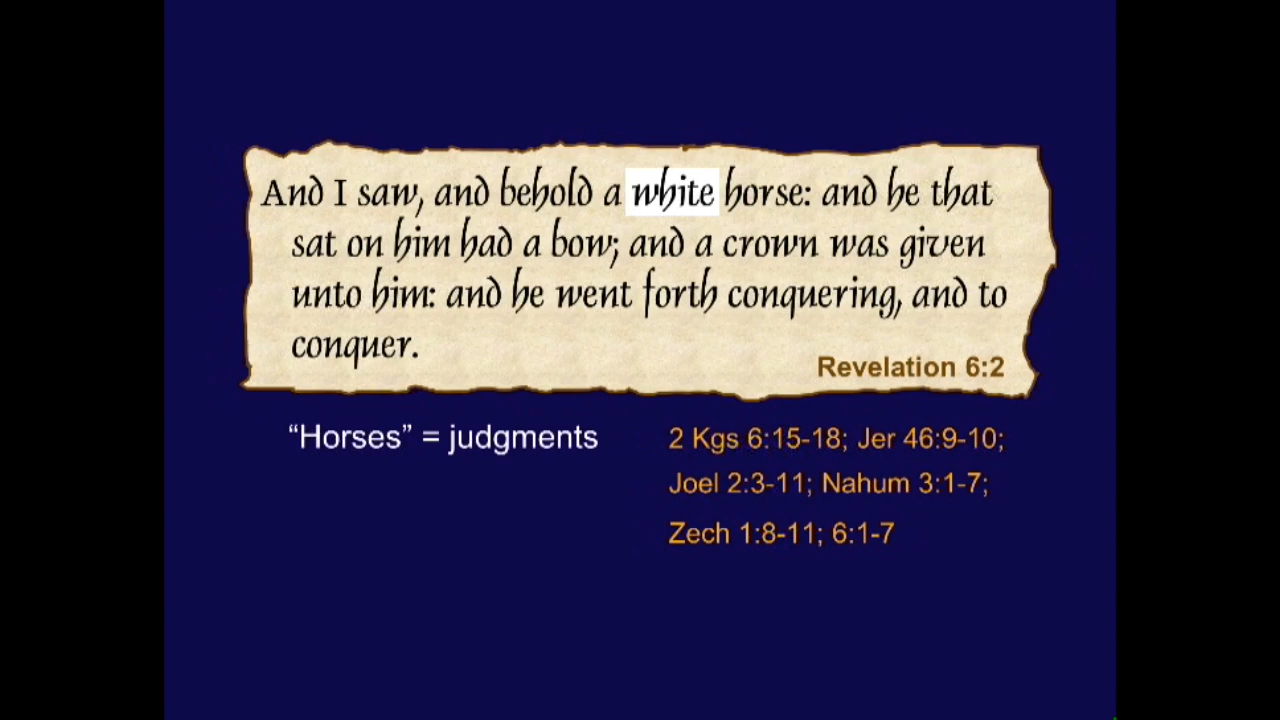 And I saw, and behold a white horse: and he that
sat on him had a bow; and a crown was given
unto him: and he went forth conquering, and to
conquer.
Revelation 6:2
“Horses” = judgments
2 Kgs 6:15-18; Jer 46:9-10;
Joel 2:3-11; Nahum 3:1-7;
Zech 1:8-11; 6:1-7